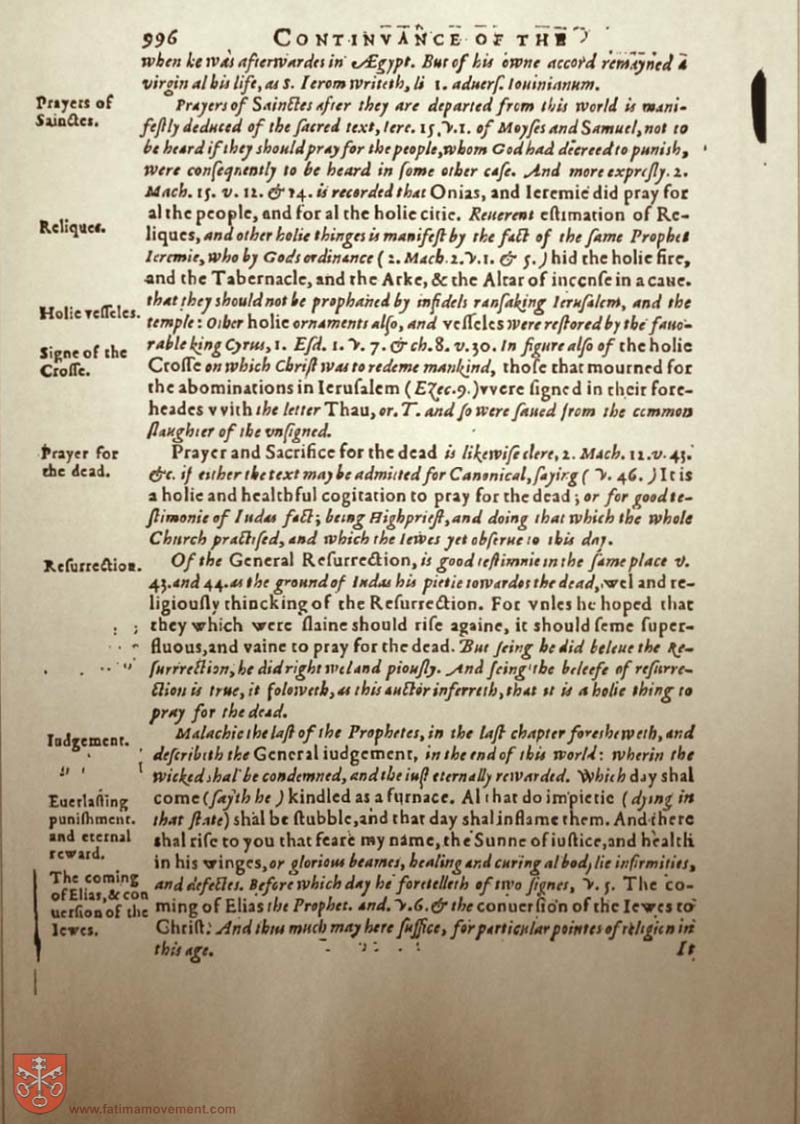 996 CONTINVANCE OF THE
when he was afterwardes in Ægypt. But of his owne accord remayned a
virgin al his life, as S. Ierom writeth, li 1. aduers. Iouinianum.
Prayers of
Sainctes.
Prayers of Sainctes after they are departed from this world is mani-
festly deduced of the sacred text, Iere. 15, v. 1. of Moyses and Samuel, not to
be heard if they should pray for the people, whom God had decreed to punish,
were conseqnently to be heard in some other case. And more expresly. 2.
Mach. 15. v. 12. & 14. is recorded that Onias, and Ieremie did pray for
al the people, and for al the holie citie. Reuerent estimation of Re-
Reliques.
liques, and other holie thinges is manifest by the fact of the same Prophet
Ieremie, who by Gods ordinance (2. Mach. 2. v. 1. & 5.) hid the holie fire,
and the Tabernacle, and the Arke, & the Altar of incense in a caue.
that they should not be prophaned by infidels ransaking Ierusalem, and the
Holie vesseles.
temple: Other holie ornaments also, and vesseles were restored by the fauo-
rable king Cyrus, 1. Esd. 1. v. 7. & ch. 8. v. 30. In figure also of the holie
Signe of the
Crosse.
Crosse on which Christ was to redeme mankind, those that mourned for
the abominations in Ierusalem (Ezec. 9.) vvere signed in their fore-
heades vvith the letter Thau, or. T. and so were saued from the common
slaughter of the vnsigned.
Prayer for
the dead.
Prayer and Sacrifice for the dead is likewise clere, 2. Mach. 12. v. 43.
&c. if either the text may be admitted for Canonical, saying (v. 46.) It is
a holie and healthful cogitation to pray for the dead; or for good te-
stimonie of Iudas fact; being Highpriest, and doing that which the whole
Church practised, and which the Iewes yet obserue to this day.
Resurrection.
Of the General Resurrection, is good testimnie in the same place v.
43. and 44. as the ground of Iudas his pietie towardes the dead, wel and re-
ligiously thincking of the Resurrection. For vnles he hoped that
they which were slaine should rise againe, it should seme super-
fluous, and vaine to pray for the dead. But seing he did beleue the Re-
surrrection, he did right wel and piously. And seing the beleefe of resurre-
ction is true, it foloweth, as this auctor inferreth, that it is a holie thing to
pray for the dead.
Iudgement.
Malachie the last of the Prophetes, in the last chapter foresheweth, and
describeth the General iudgement, in the end of this world: wherin the
wicked shal be condemned, and the iust eternally rewarded. Which day shal
Euerlasting
punishment.
and eternal
reward.
come (sayth he) kindled as a furnace. Al that do impietie (dying in
that state) shal be stubble, and that day shal inflame them. And there
shal rise to you that feare my name, the Sunne of iustice, and health
in his winges, or glorious beames, healing and curing al bodylie infirmities,
The coming
of Elias, & con
uersion of the
Iewes.
and defectes. Before which day he foretelleth of two signes, v. 5. The co-
ming of Elias the Prophet. and. v. 6. & the conuersion of the Iewes to
Christ. And thus much may here suffice, for particular pointes of religion in
this age.
It
www.fatimamovement.com